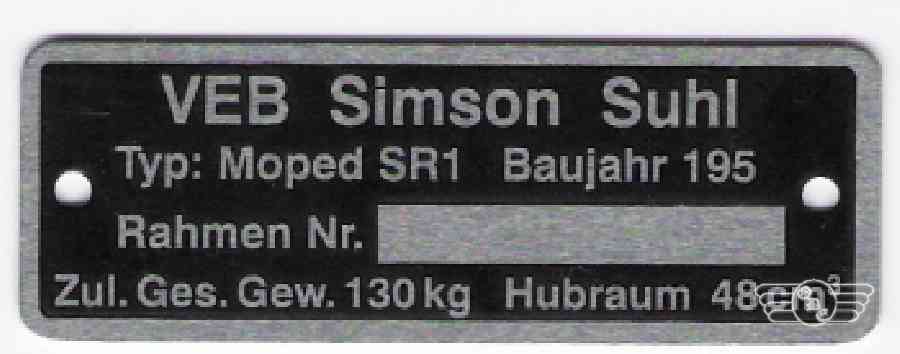 VEB Simson Suhl
Typ: Moped SR1 Baujahr 195
Rahmen Nr.
Zul. Ges. Gew. 130 kg Hubraum 48 cm³